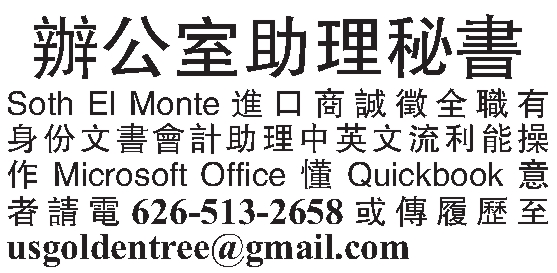 辦公室助理秘書
Soth El Monte 進口商誠徵全職有
身份文書會計助理中英文流利能操
作 Microsoft Office 懂 Quickbook 意
者請電 626-513-2658 或傳履歷至
usgoldentree@gmail.com